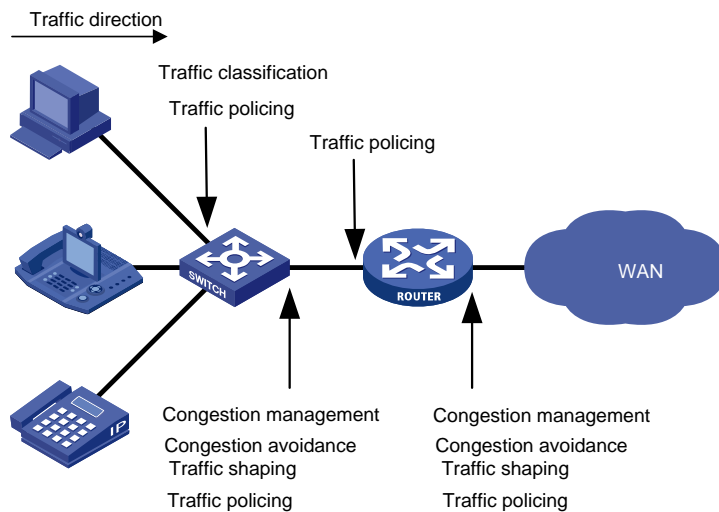 Traffic direction
Traffic classification
Traffic policing
Traffic policing
SWITCH
ROUTER
WAN
IP
Congestion management
Congestion avoidance
Traffic shaping
Traffic policing
Congestion management
Congestion avoidance
Traffic shaping
Traffic policing